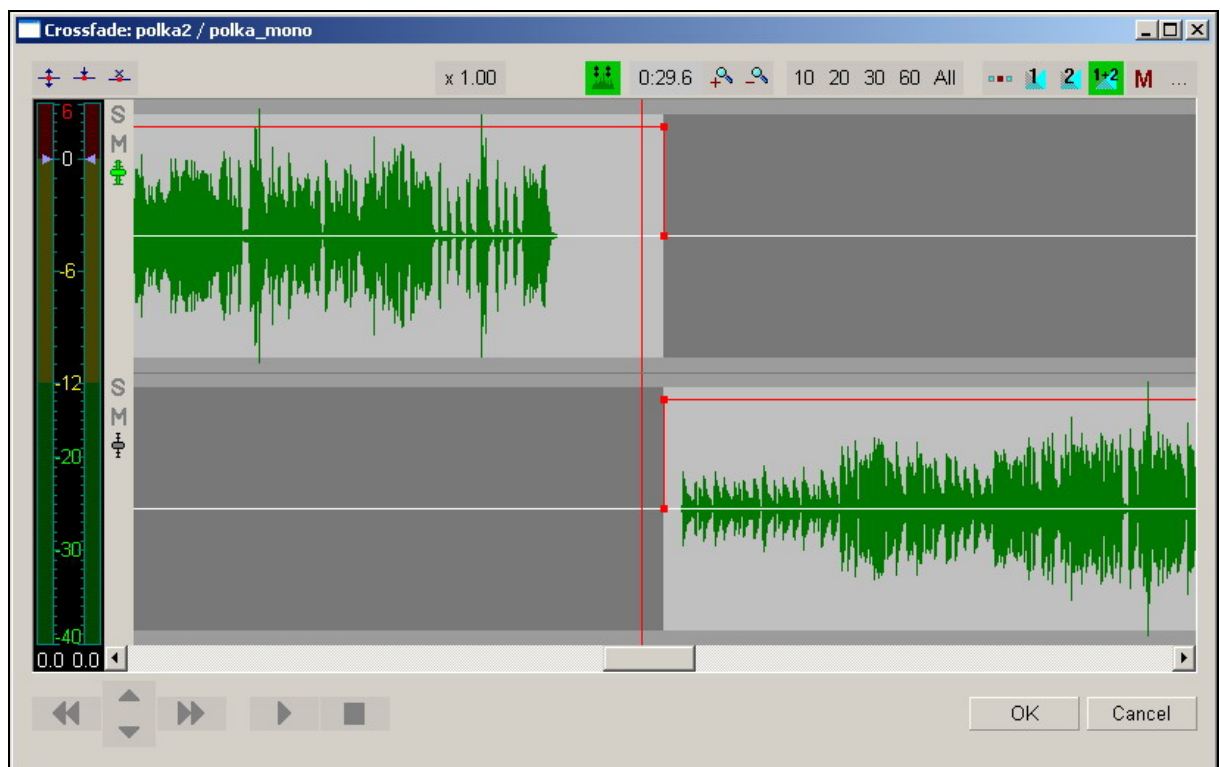 Crossfade: polka2 / polka_mono
x 1.00 0:29.6 10 20 30 60 All 1 2 1+2 M ...
6 S
M
0
-6
-12 S
M
-20
-30
-40
0.0 0.0
OK Cancel